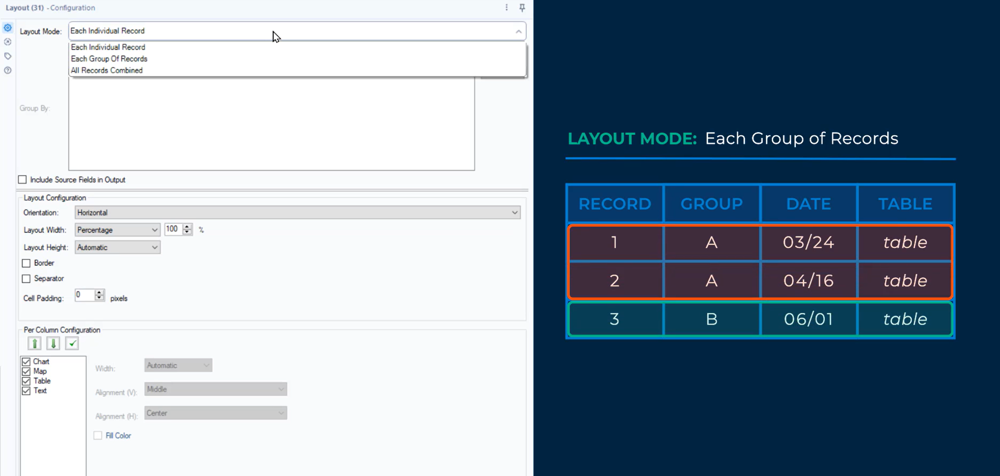 Layout (31) - Configuration
Layout Mode: Each Individual Record
Each Individual Record
Each Group Of Records
All Records Combined
Group By:
Include Source Fields in Output
Layout Configuration
Orientation: Horizontal
Layout Width: Percentage 100 %
Layout Height: Automatic
Border
Separator
Cell Padding: 0 pixels
Per Column Configuration
Chart
Map
Table
Text
Width: Automatic
Alignment (V): Middle
Alignment (H): Center
Fill Color
LAYOUT MODE: Each Group of Records
RECORD GROUP DATE TABLE
1 A 03/24 table
2 A 04/16 table
3 B 06/01 table